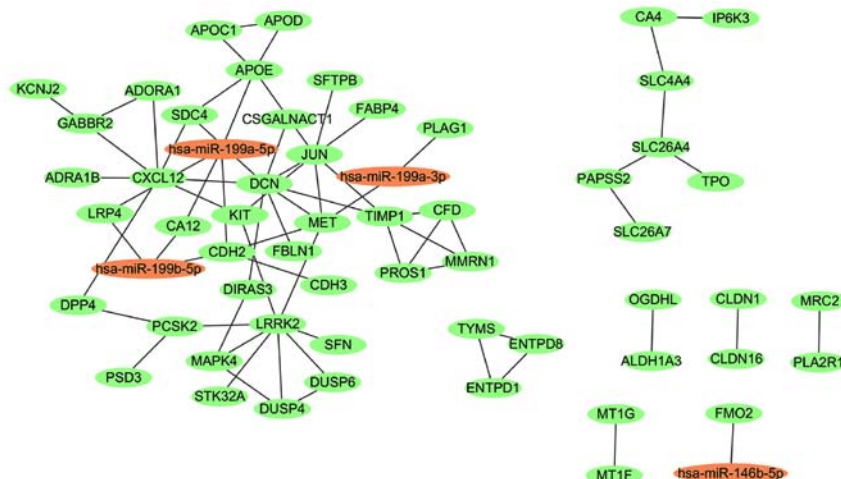 APOC1
APOD
CA4
IP6K3
APOE
KCNJ2
ADORA1
SFTPB
SLC4A4
SDC4
CSGALNACT1
FABP4
GABBR2
PLAG1
hsa-miR-199a-5p
JUN
SLC26A4
ADRA1B
CXCL12
DCN
hsa-miR-199a-3p
PAPSS2
TPO
LRP4
CA12
KIT
MET
TIMP1
CFD
SLC26A7
CDH2
FBLN1
MMRN1
hsa-miR-199b-5p
PROS1
DIRAS3
CDH3
DPP4
OGDHL
CLDN1
MRC2
PCSK2
LRRK2
TYMS
SFN
ENTPD8
MAPK4
ALDH1A3
CLDN16
PLA2R1
PSD3
DUSP6
ENTPD1
STK32A
DUSP4
MT1G
FMO2
MT1F
hsa-miR-146b-5p